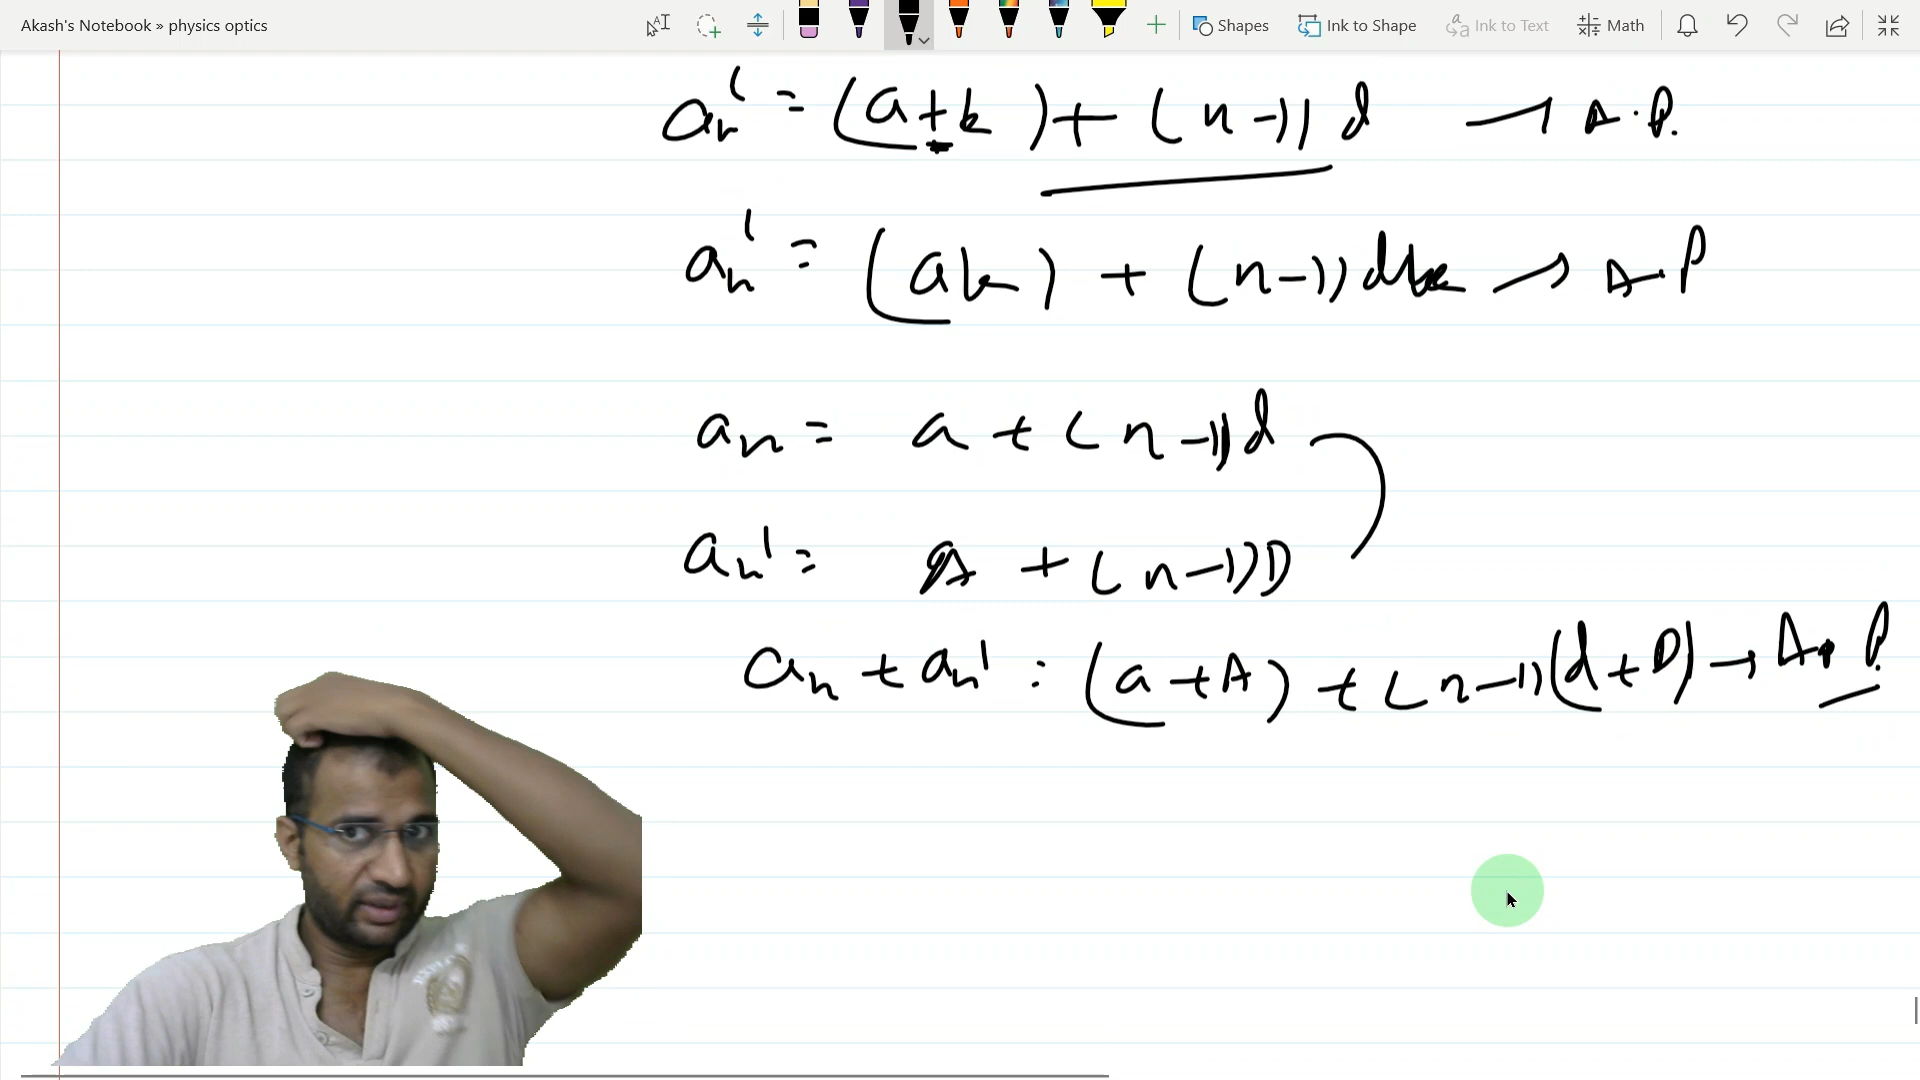 Akash's Notebook » physics optics
Shapes Ink to Shape Ink to Text Math
aₙ' = (a+k) + (n-1)d → A.P.
aₙ' = (ak) + (n-1)dk → A.P
aₙ = a + (n-1)d
aₙ' = A + (n-1)D
aₙ + aₙ' = (a+A) + (n-1)(d+D) → A.P.